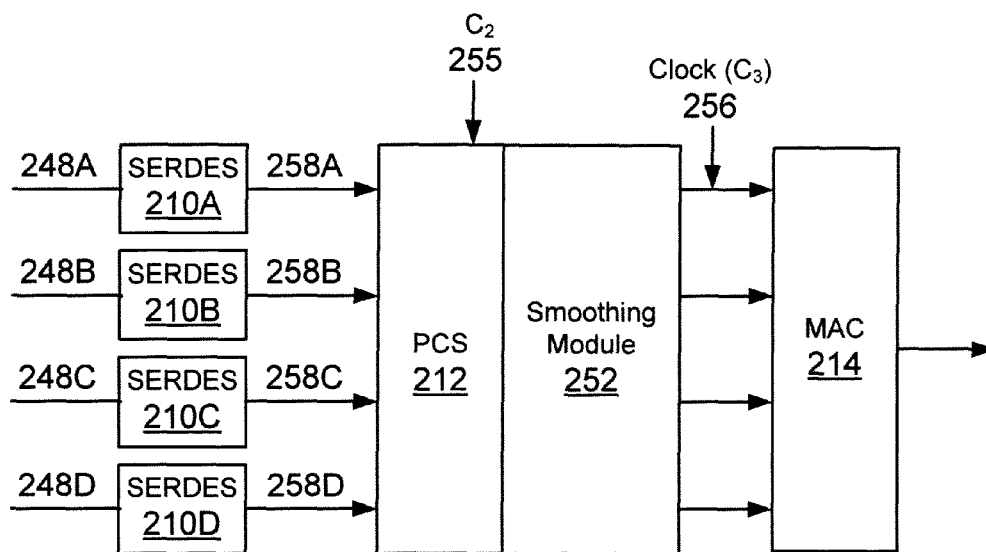 C₂
255
Clock (C₃)
256
248A
SERDES
210A
258A
248B
SERDES
210B
258B
248C
SERDES
210C
258C
248D
SERDES
210D
258D
PCS
212
Smoothing
Module
252
MAC
214